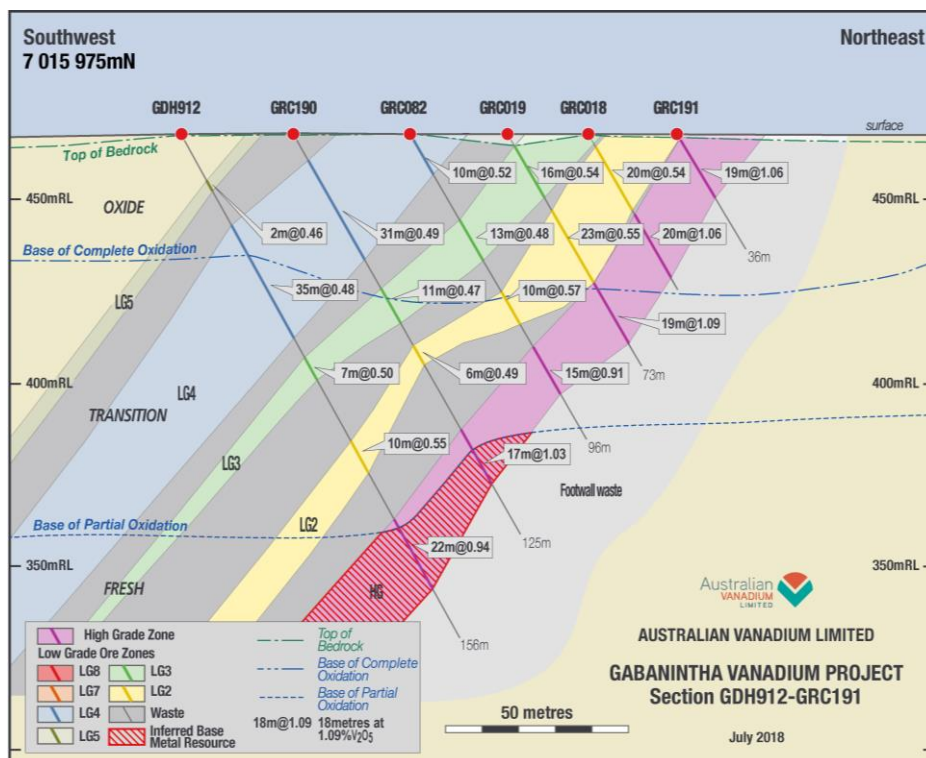 Southwest
7 015 975mN
Northeast
GDH912
GRC190
GRC082
GRC019
GRC018
GRC191
surface
Top of Bedrock
450mRL
OXIDE
10m@0.52
16m@0.54
20m@0.54
19m@1.06
450mRL
2m@0.46
31m@0.49
13m@0.48
23m@0.55
20m@1.06
36m
Base of Complete Oxidation
LG5
35m@0.48
11m@0.47
10m@0.57
19m@1.09
400mRL
LG4
TRANSITION
7m@0.50
6m@0.49
15m@0.91
73m
400mRL
LG3
10m@0.55
17m@1.03
96m
Footwall waste
Base of Partial Oxidation
LG2
22m@0.94
125m
350mRL
FRESH
HG
350mRL
156m
Australian
VANADIUM
LIMITED
AUSTRALIAN VANADIUM LIMITED
GABANINTHA VANADIUM PROJECT
Section GDH912-GRC191
July 2018
50 metres
High Grade Zone
Low Grade Ore Zones
LG8
LG3
LG7
LG2
LG4
Waste
LG5
Inferred Base
Metal Resource
Top of
Bedrock
Base of Complete
Oxidation
Base of Partial
Oxidation
18m@1.09 18metres at
1.09%V₂O₅